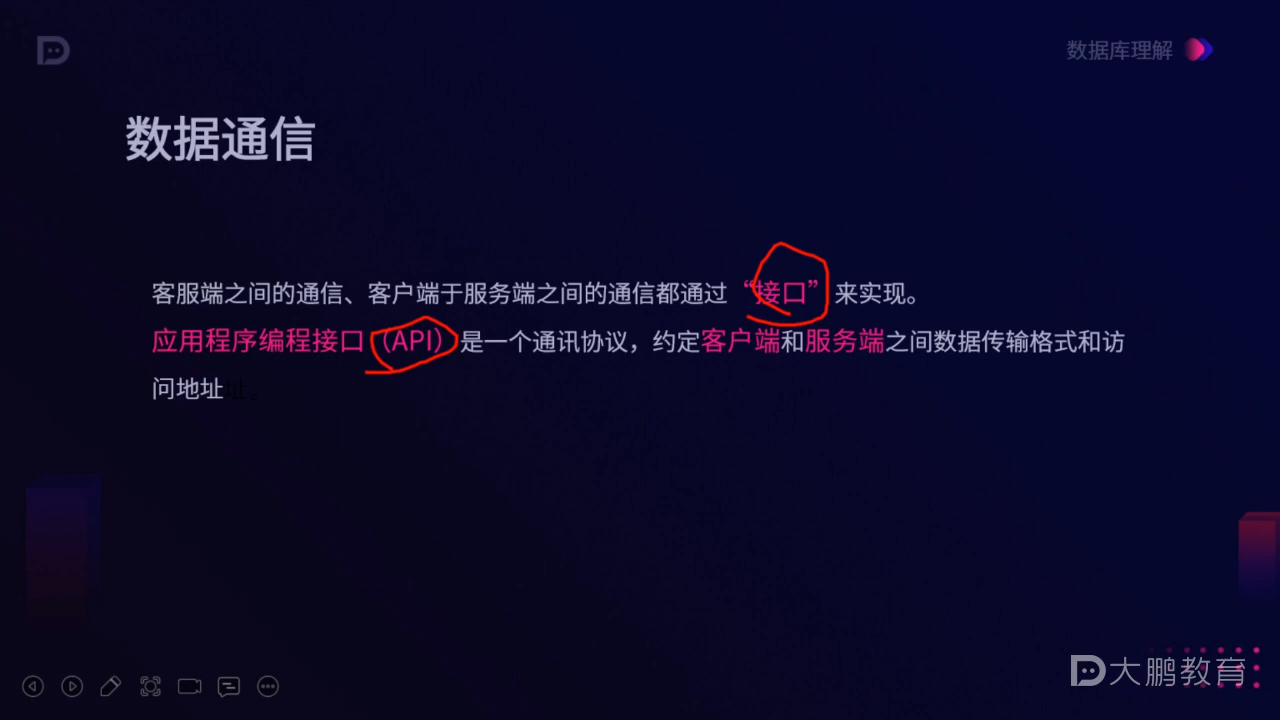 数据库理解
数据通信
客服端之间的通信、客户端于服务端之间的通信都通过“接口”来实现。
应用程序编程接口（API）是一个通讯协议，约定客户端和服务端之间数据传输格式和访
问地址址。
大鹏教育